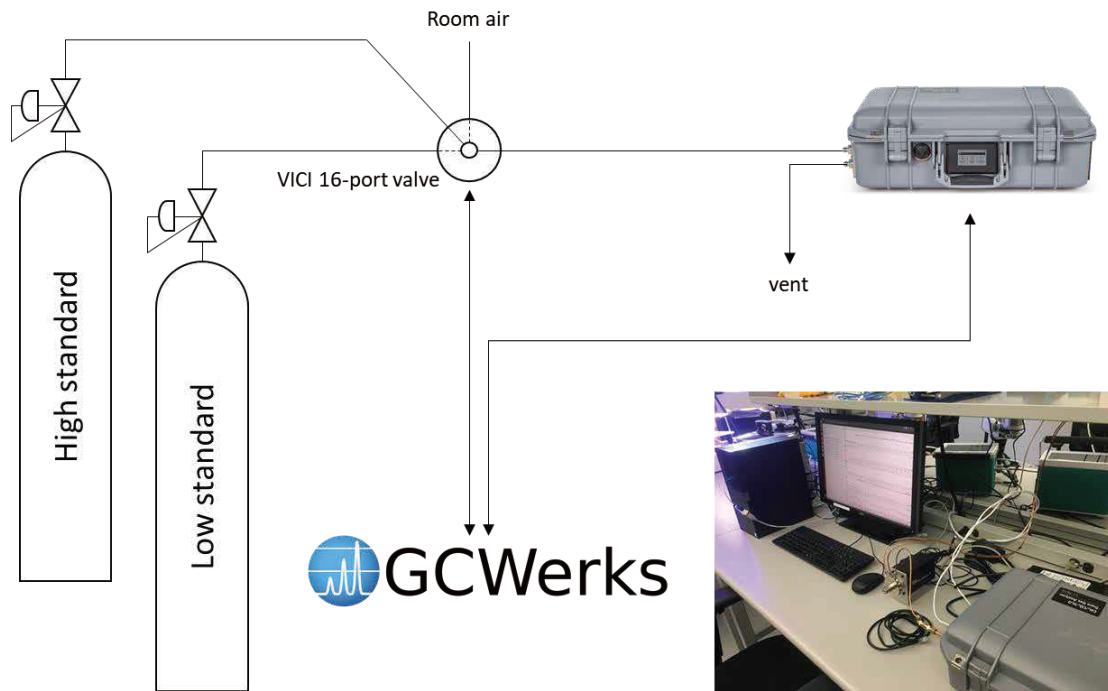 Room air
VICI 16-port valve
vent
High standard
Low standard
GCWerks